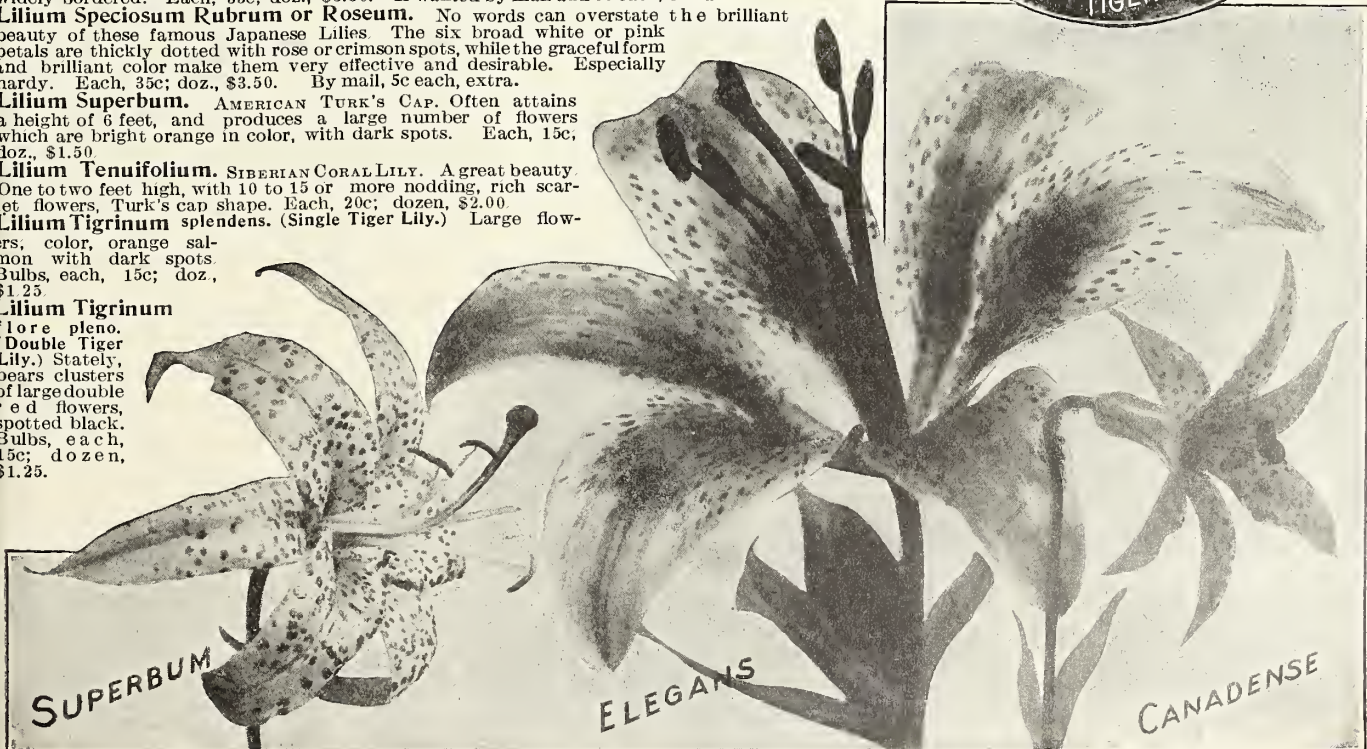 TIGER
Lilium Speciosum Rubrum or Roseum. No words can overstate the brilliant
beauty of these famous Japanese Lilies. The six broad white or pink
petals are thickly dotted with rose or crimson spots, while the graceful form
and brilliant color make them very effective and desirable. Especially
hardy. Each, 35c; doz., $3.50. By mail, 5c each, extra.
Lilium Superbum. AMERICAN TURK'S CAP. Often attains
a height of 6 feet, and produces a large number of flowers
which are bright orange in color, with dark spots. Each, 15c;
doz., $1.50.
Lilium Tenuifolium. SIBERIAN CORAL LILY. A great beauty.
One to two feet high, with 10 to 15 or more nodding, rich scar-
let flowers, Turk's cap shape. Each, 20c; dozen, $2.00.
Lilium Tigrinum splendens. (Single Tiger Lily.) Large flow-
ers; color, orange sal-
mon with dark spots.
Bulbs, each, 15c; doz.,
$1.25.
Lilium Tigrinum
flore pleno.
(Double Tiger
Lily.) Stately,
bears clusters
of large double
red flowers,
spotted black.
Bulbs, each,
15c; dozen,
$1.25.
SUPERBUM
ELEGANS
CANADENSE